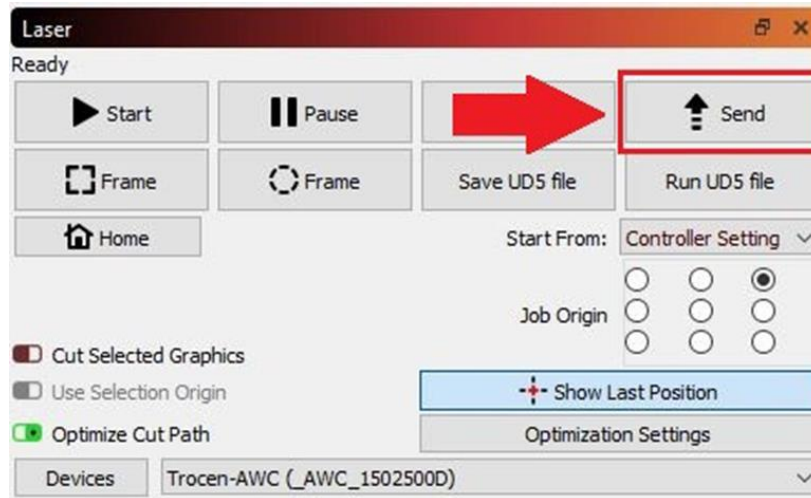 Laser
Ready
Start Pause Send
Frame Frame Save UD5 file Run UD5 file
Home Start From: Controller Setting
Job Origin
Cut Selected Graphics
Use Selection Origin Show Last Position
Optimize Cut Path Optimization Settings
Devices Trocen-AWC (_AWC_1502500D)